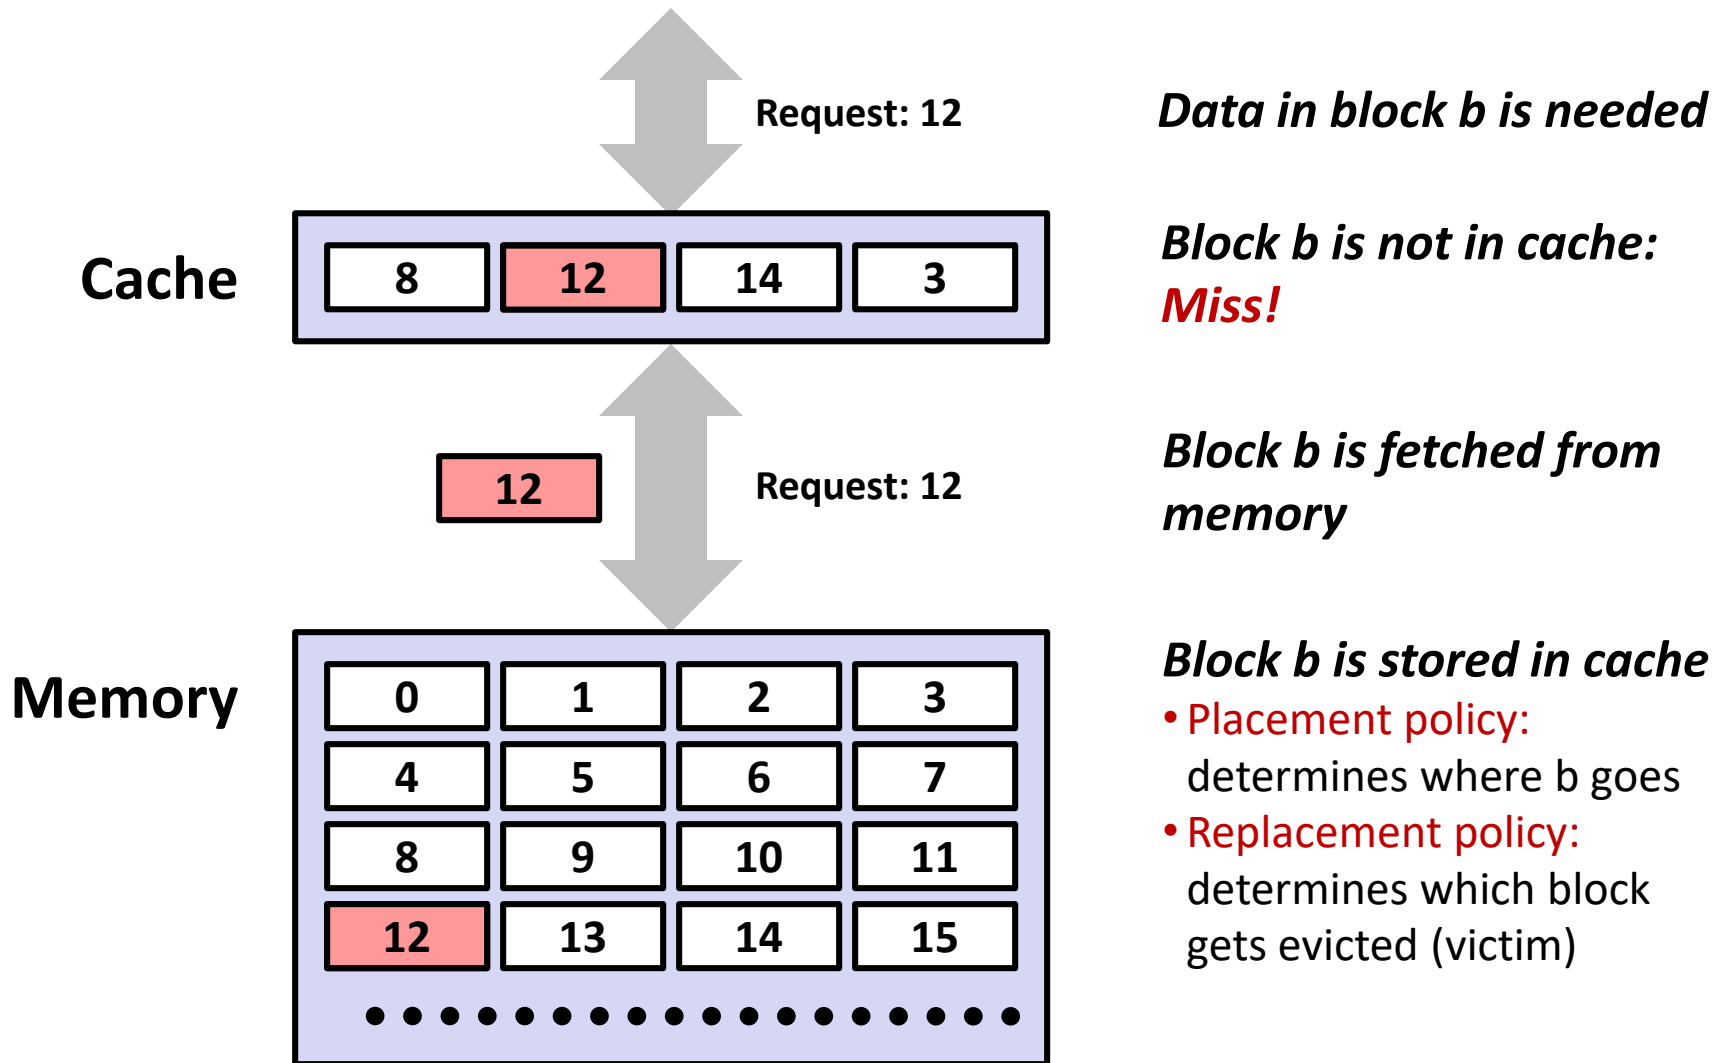 Request: 12
Data in block b is needed
Cache
8 12 14 3
Block b is not in cache:
Miss!
12
Request: 12
Block b is fetched from
memory
Memory
0 1 2 3
4 5 6 7
8 9 10 11
12 13 14 15
Block b is stored in cache
• Placement policy:
determines where b goes
• Replacement policy:
determines which block
gets evicted (victim)